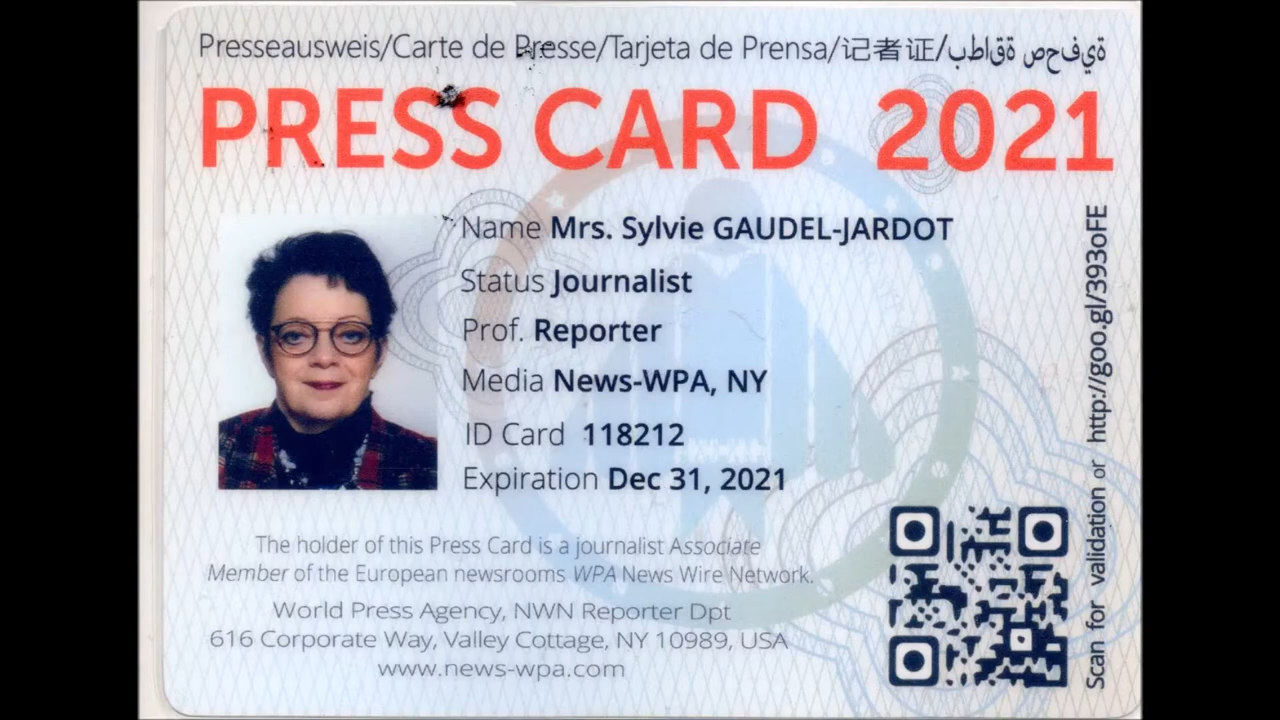 Presseausweis/Carte de Presse/Tarjeta de Prensa/记者证/ةيفحص ةقاطب
PRESS CARD 2021
Name Mrs. Sylvie GAUDEL-JARDOT
Status Journalist
Prof. Reporter
Media News-WPA, NY
ID Card 118212
Expiration Dec 31, 2021
The holder of this Press Card is a journalist Associate
Member of the European newsrooms WPA News Wire Network.
World Press Agency, NWN Reporter Dpt
616 Corporate Way, Valley Cottage, NY 10989, USA
www.news-wpa.com
Scan for validation or http://goo.gl/393oFE